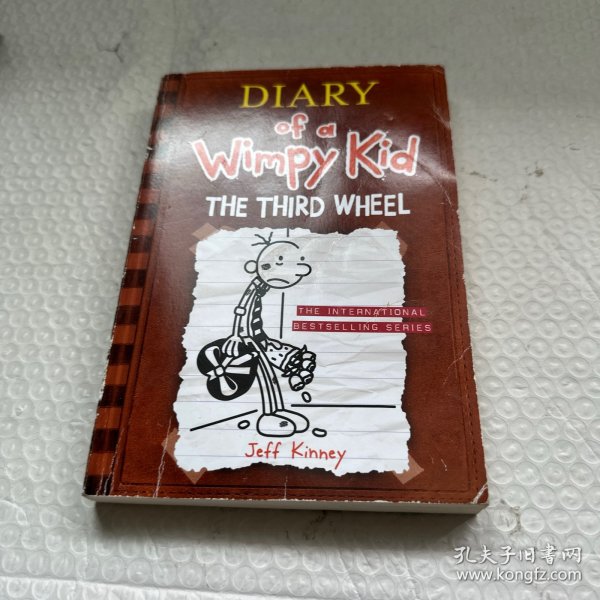 DIARY
of a
Wimpy Kid
THE THIRD WHEEL
THE INTERNATIONAL
BESTSELLING SERIES
Jeff Kinney
孔夫子旧书网
www.kongfz.com